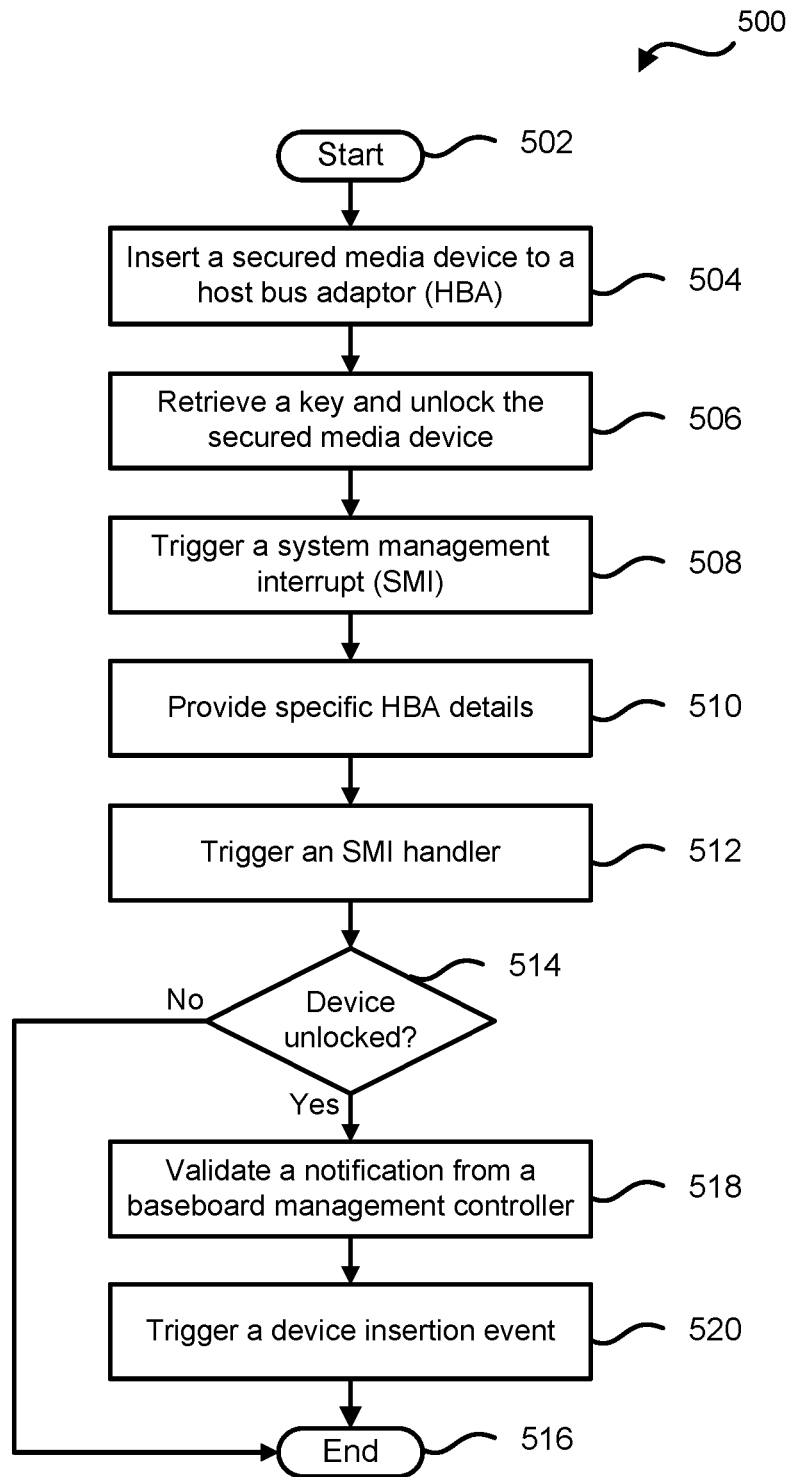 500
Start
502
Insert a secured media device to a
host bus adaptor (HBA)
504
Retrieve a key and unlock the
secured media device
506
Trigger a system management
interrupt (SMI)
508
Provide specific HBA details
510
Trigger an SMI handler
512
514
No
Device
unlocked?
Yes
Validate a notification from a
baseboard management controller
518
Trigger a device insertion event
520
End
516